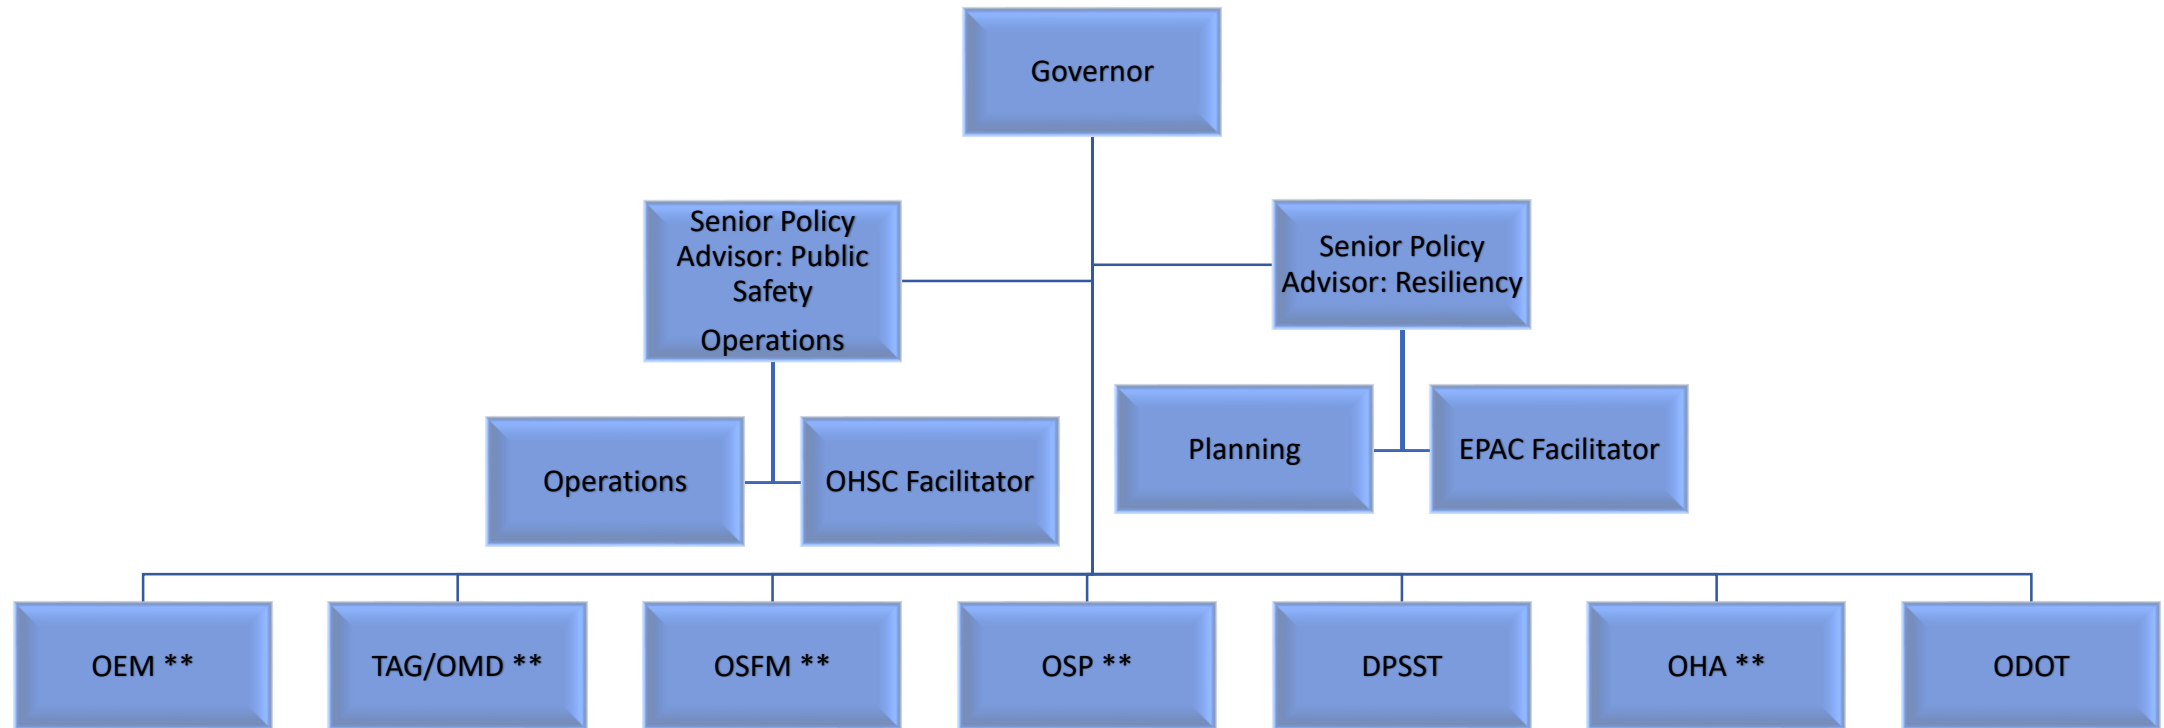 Governor
Senior Policy
Advisor: Public
Safety
Operations
Senior Policy
Advisor: Resiliency
Operations
OHSC Facilitator
Planning
EPAC Facilitator
OEM **
TAG/OMD **
OSFM **
OSP **
DPSST
OHA **
ODOT